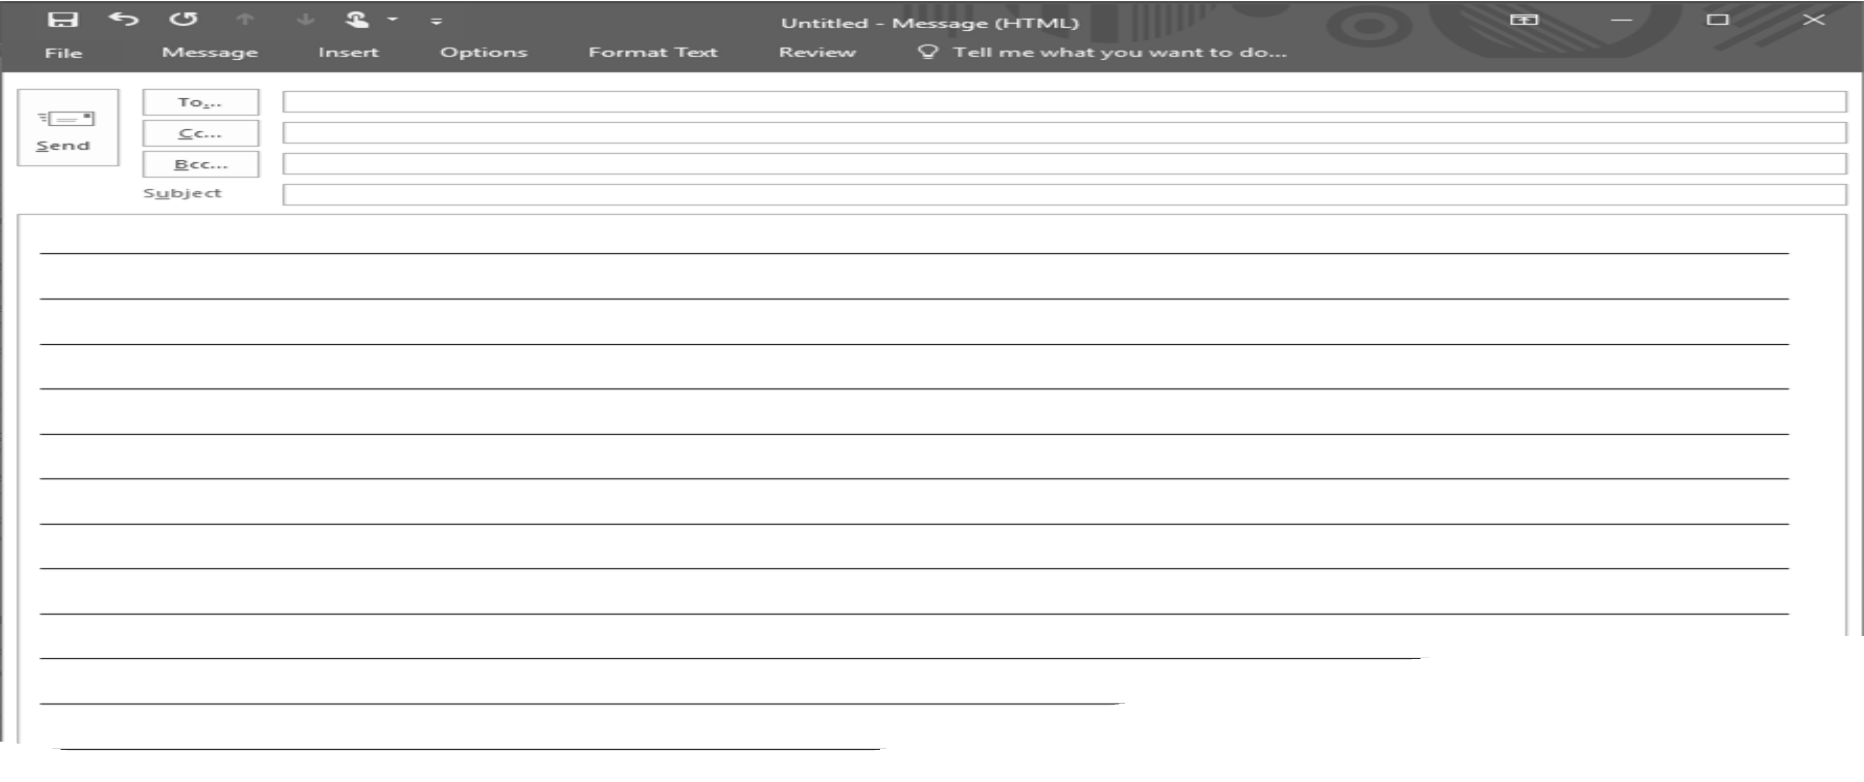 Untitled - Message (HTML)
File Message Insert Options Format Text Review Tell me what you want to do...
To...
Cc...
Send
Bcc...
Subject